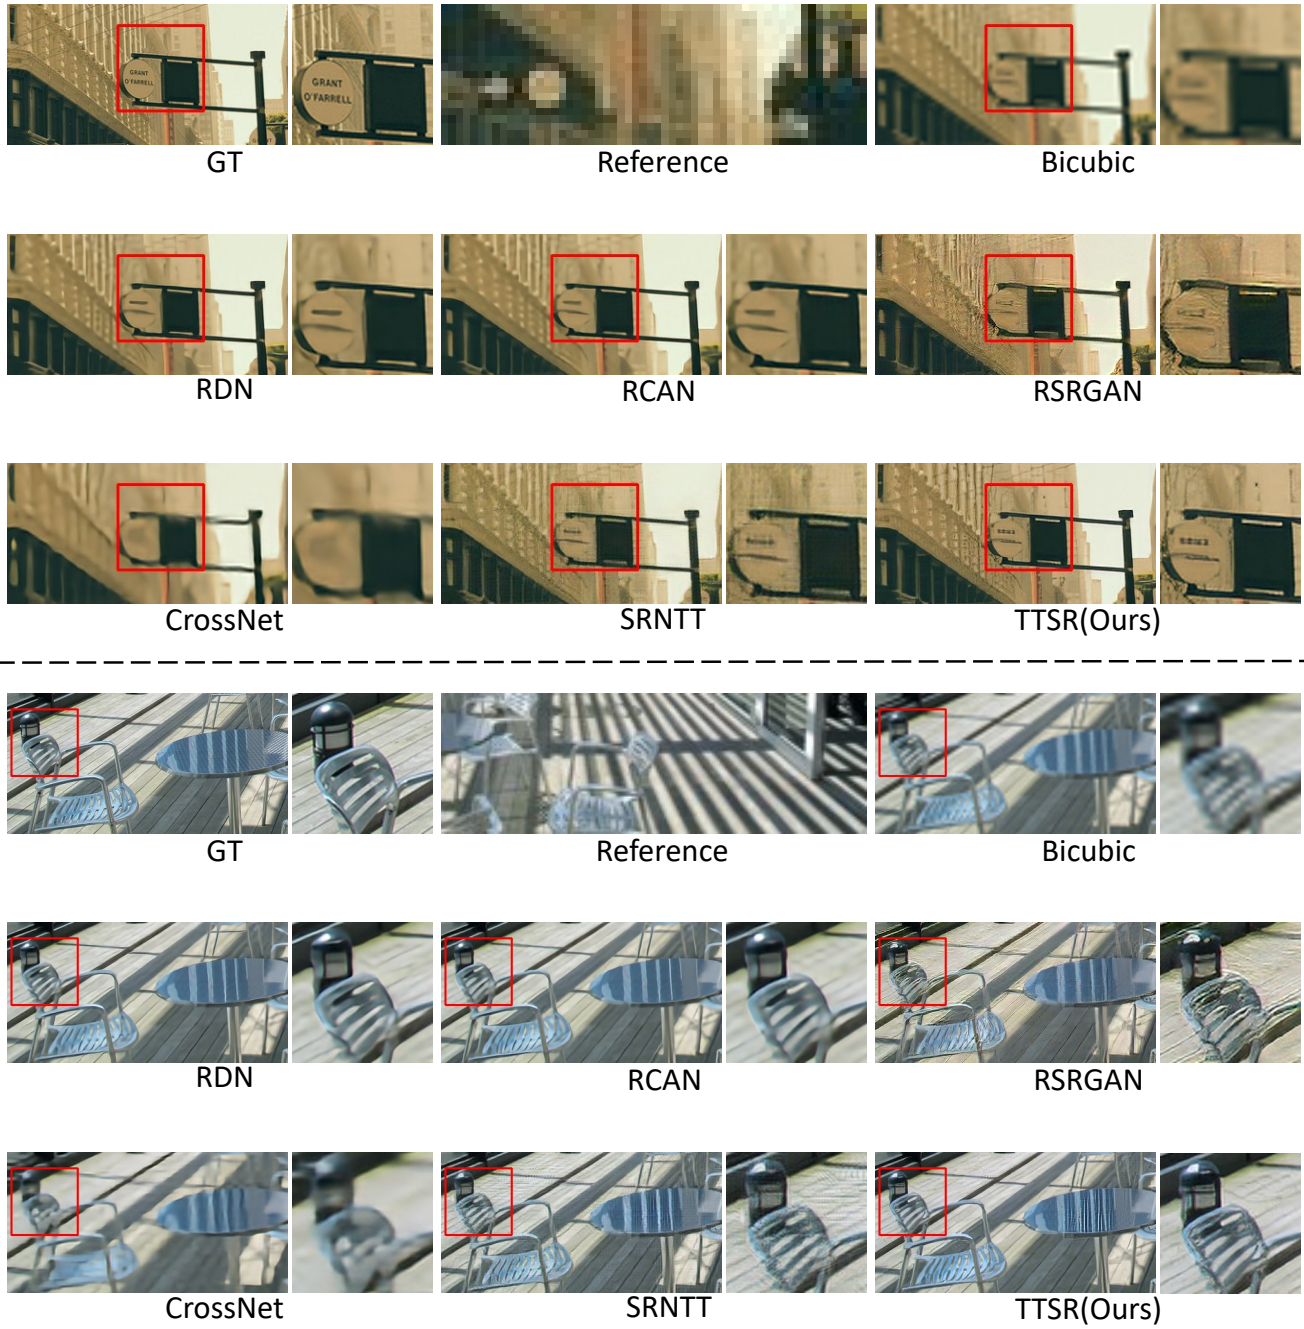 GRANT
O'FARRELL
GRANT
O'FARRELL
GT
Reference
Bicubic
RDN
RCAN
RSRGAN
CrossNet
SRNTT
TTSR(Ours)
GT
Reference
Bicubic
RDN
RCAN
RSRGAN
CrossNet
SRNTT
TTSR(Ours)